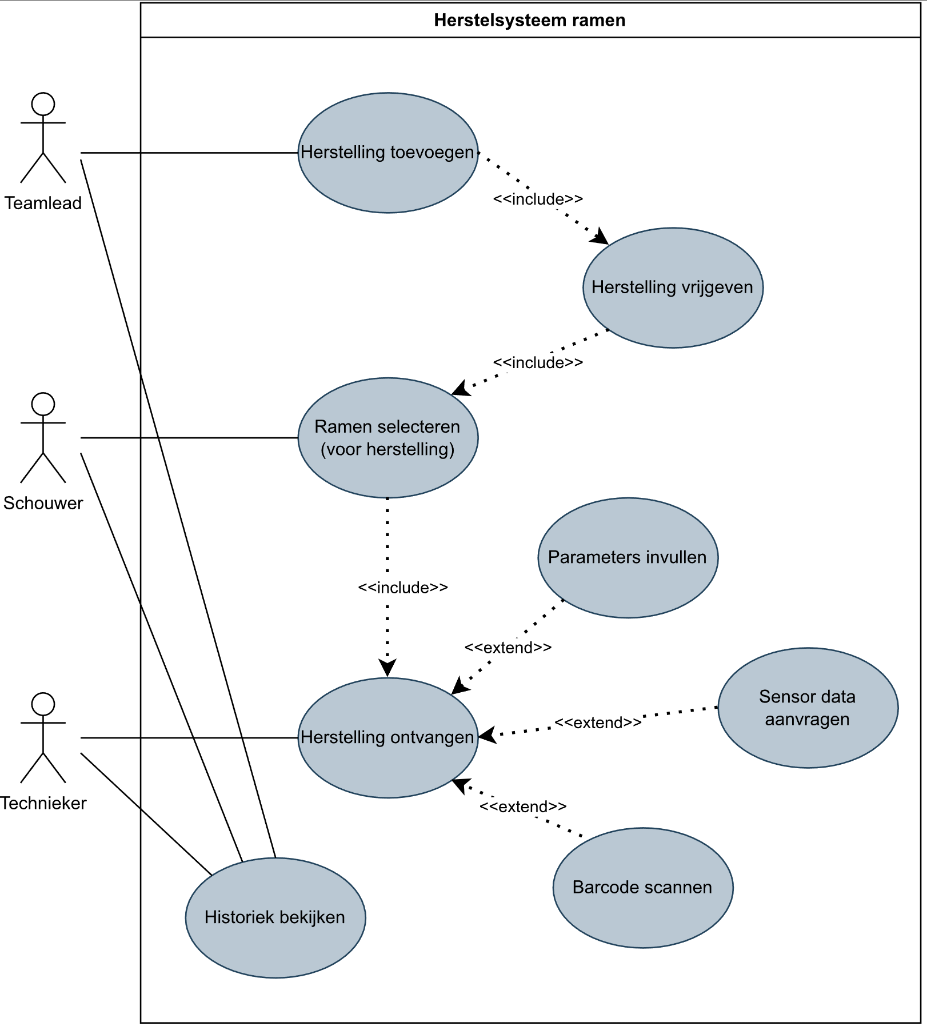 Herstelsysteem ramen
Herstelling toevoegen
Teamlead
<<include>>
Herstelling vrijgeven
<<include>>
Ramen selecteren
(voor herstelling)
Schouwer
Parameters invullen
<<include>>
<<extend>>
Sensor data
aanvragen
<<extend>>
Herstelling ontvangen
Technieker
<<extend>>
Barcode scannen
Historiek bekijken